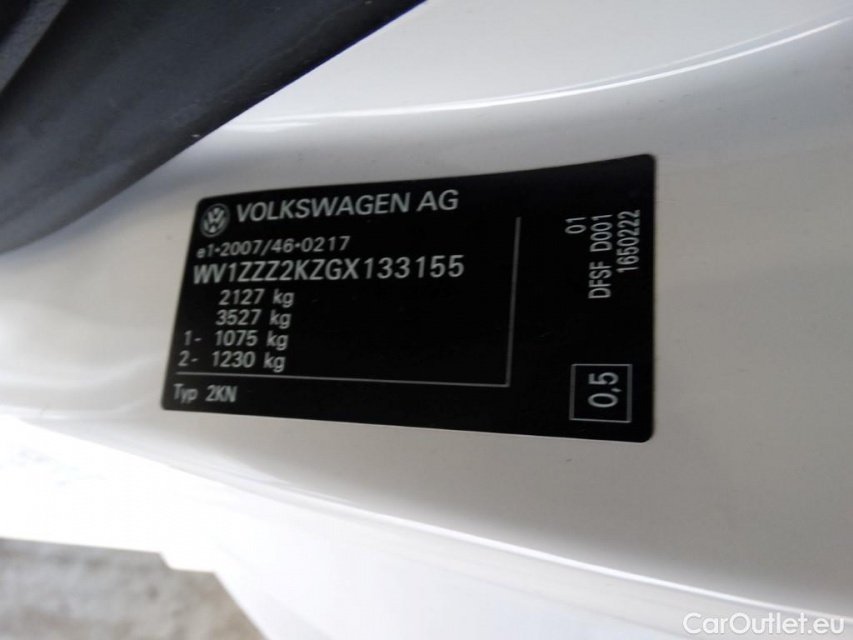 VOLKSWAGEN AG
e1*2007/46*0217
WV1ZZZ2KZGX133155
2127 kg
3527 kg
1- 1075 kg
2- 1230 kg
Typ 2KN
01
DFSF D001
1650222
0,5
CarOutlet.eu